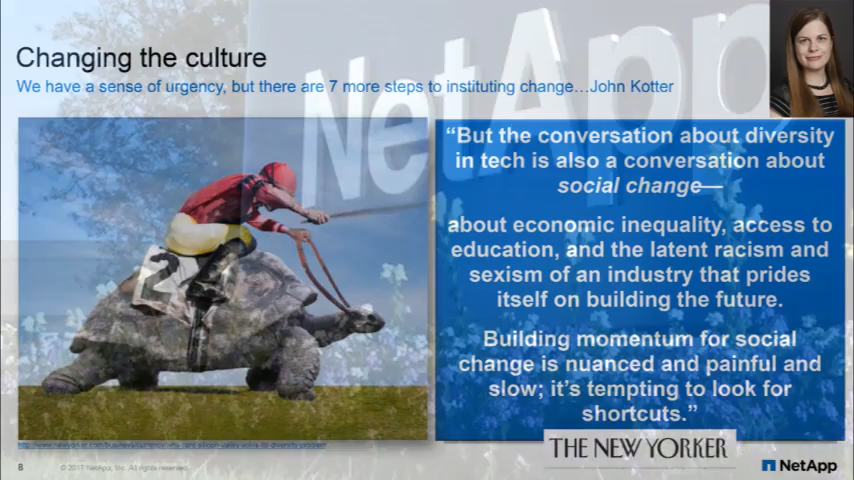 NetApp
Changing the culture
We have a sense of urgency, but there are 7 more steps to instituting change…John Kotter
2
“But the conversation about diversity
in tech is also a conversation about
social change—
about economic inequality, access to
education, and the latent racism and
sexism of an industry that prides
itself on building the future.
Building momentum for social
change is nuanced and painful and
slow; it’s tempting to look for
shortcuts.”
THE NEW YORKER
8
© 2017 NetApp, Inc. All rights reserved.
NetApp